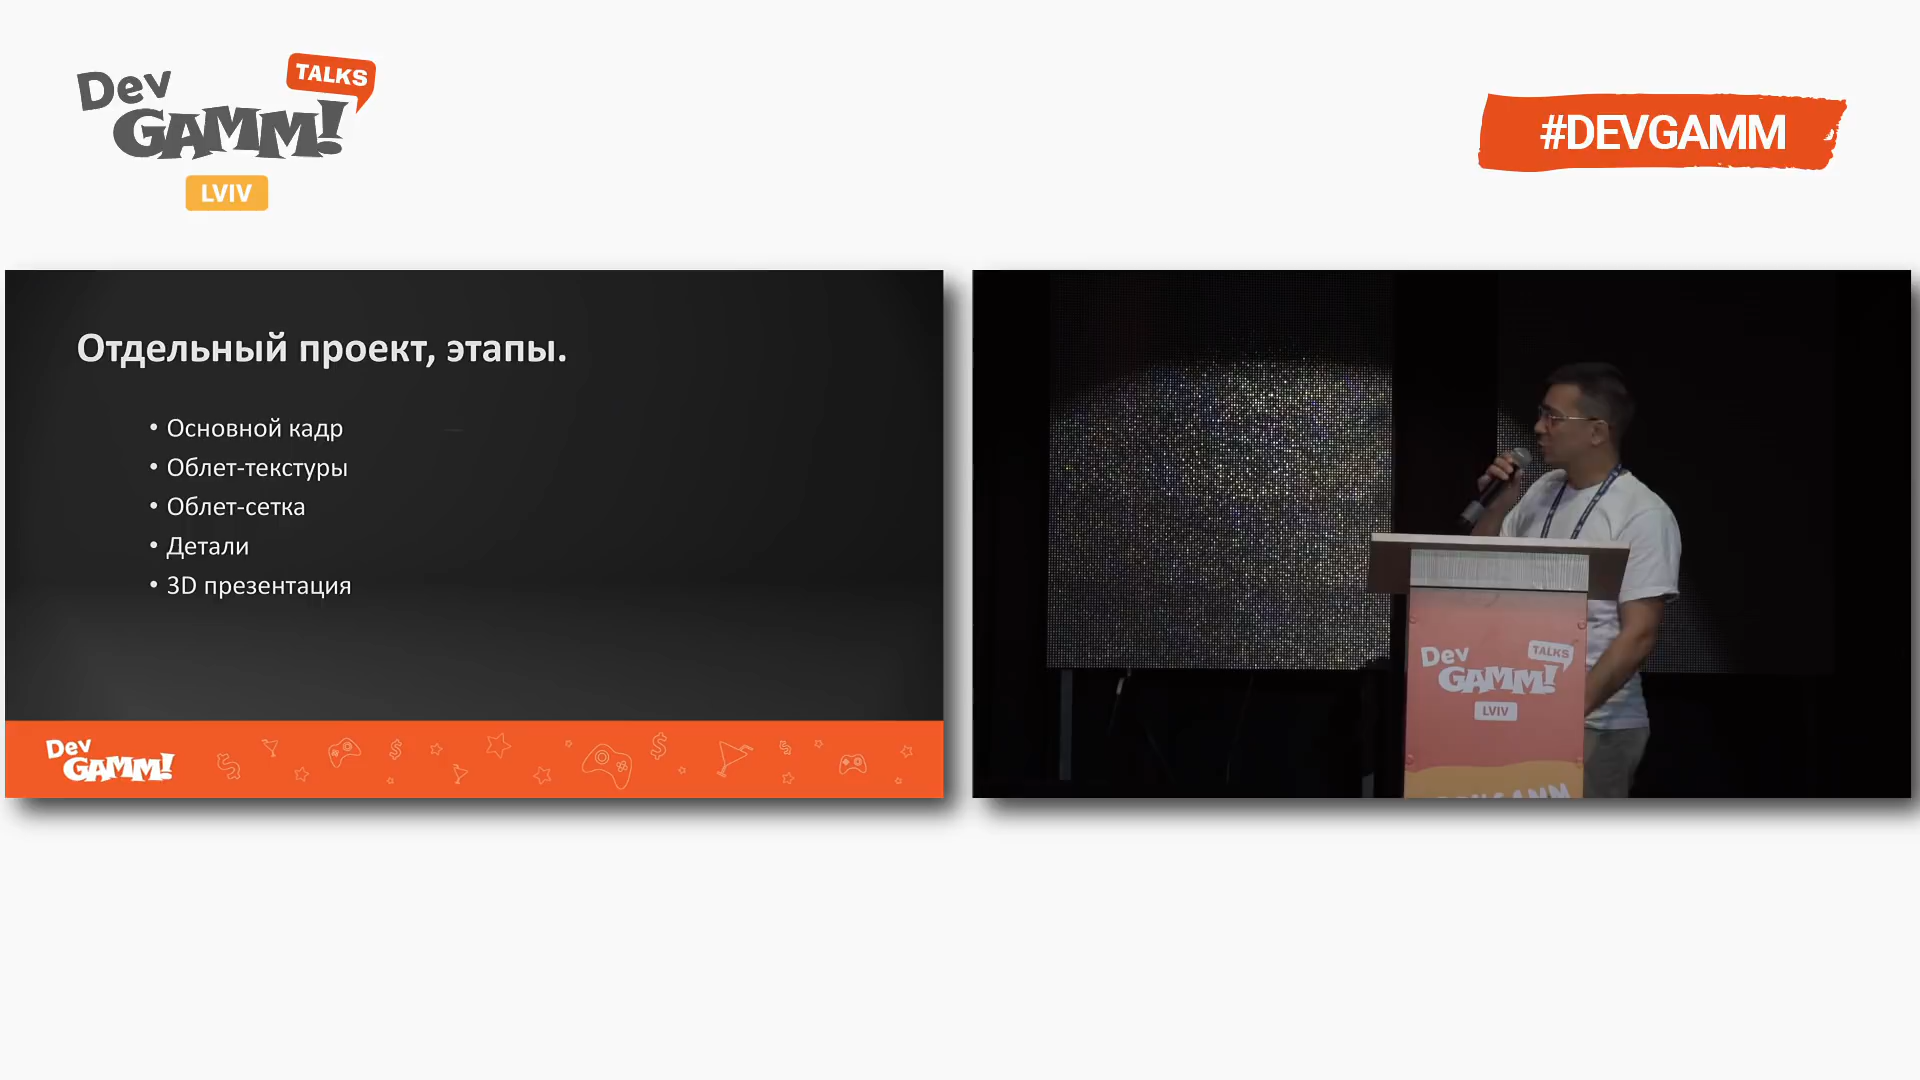 Dev
TALKS
GAMM!
LVIV
#DEVGAMM
Отдельный проект, этапы.
• Основной кадр
• Облет-текстуры
• Облет-сетка
• Детали
• 3D презентация
Dev
GAMM!
Dev
TALKS
GAMM!
LVIV